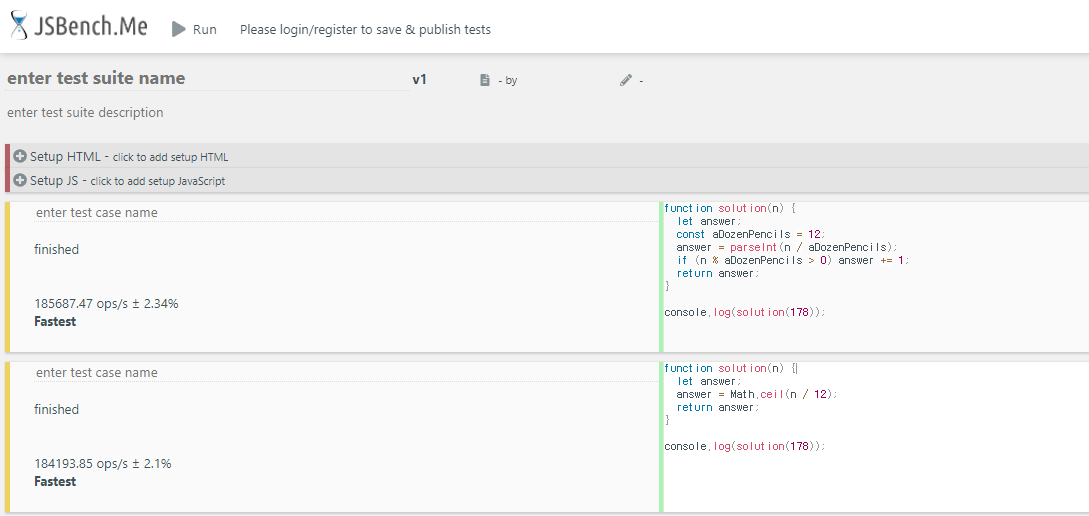 JSBench.Me Run Please login/register to save & publish tests
enter test suite name v1 - by -
enter test suite description
Setup HTML - click to add setup HTML
Setup JS - click to add setup JavaScript
enter test case name
finished
185687.47 ops/s ± 2.34%
Fastest
function solution(n) {
let answer;
const aDozenPencils = 12;
answer = parseInt(n / aDozenPencils);
if (n % aDozenPencils > 0) answer += 1;
return answer;
}
console.log(solution(178));
enter test case name
finished
184193.85 ops/s ± 2.1%
Fastest
function solution(n) {
let answer;
answer = Math.ceil(n / 12);
return answer;
}
console.log(solution(178));